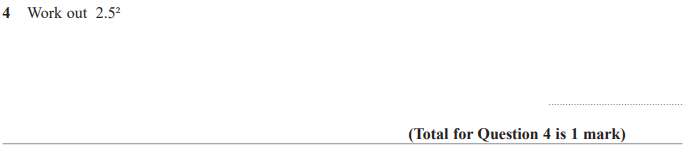 4 Work out 2.5²
(Total for Question 4 is 1 mark)